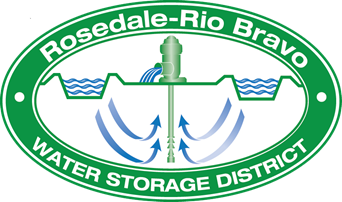 Rosedale-Rio Bravo
WATER STORAGE DISTRICT